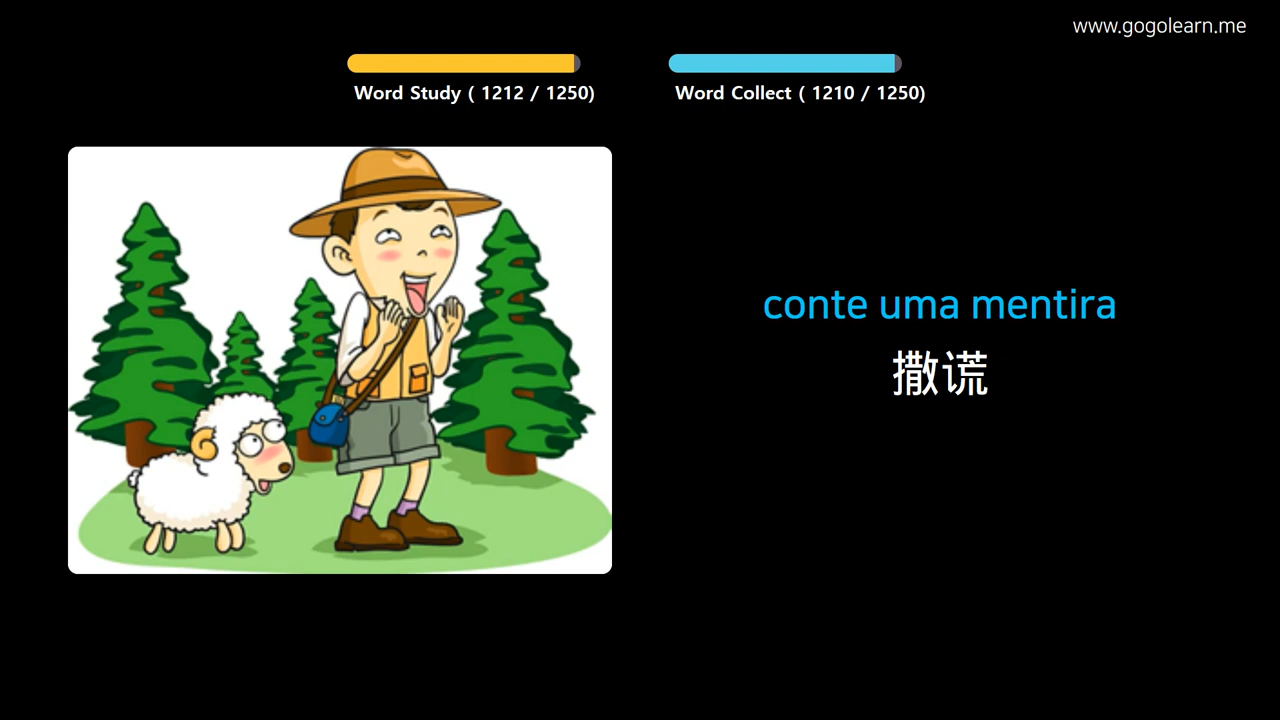 www.gogolearn.me
Word Study ( 1212 / 1250)
Word Collect ( 1210 / 1250)
conte uma mentira
撒谎